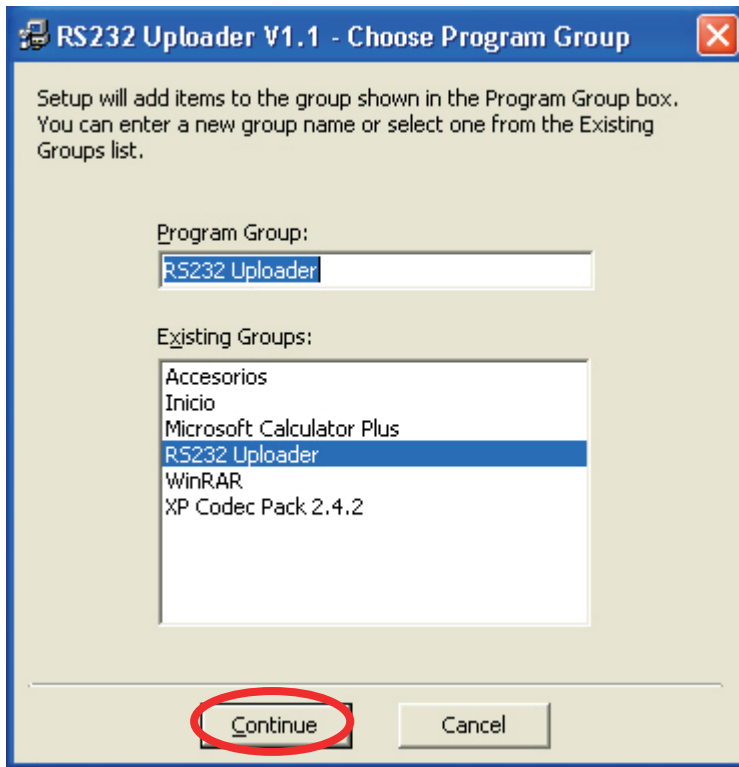 RS232 Uploader V1.1 - Choose Program Group
Setup will add items to the group shown in the Program Group box.
You can enter a new group name or select one from the Existing
Groups list.
Program Group:
RS232 Uploader
Existing Groups:
Accesorios
Inicio
Microsoft Calculator Plus
RS232 Uploader
WinRAR
XP Codec Pack 2.4.2
Continue
Cancel